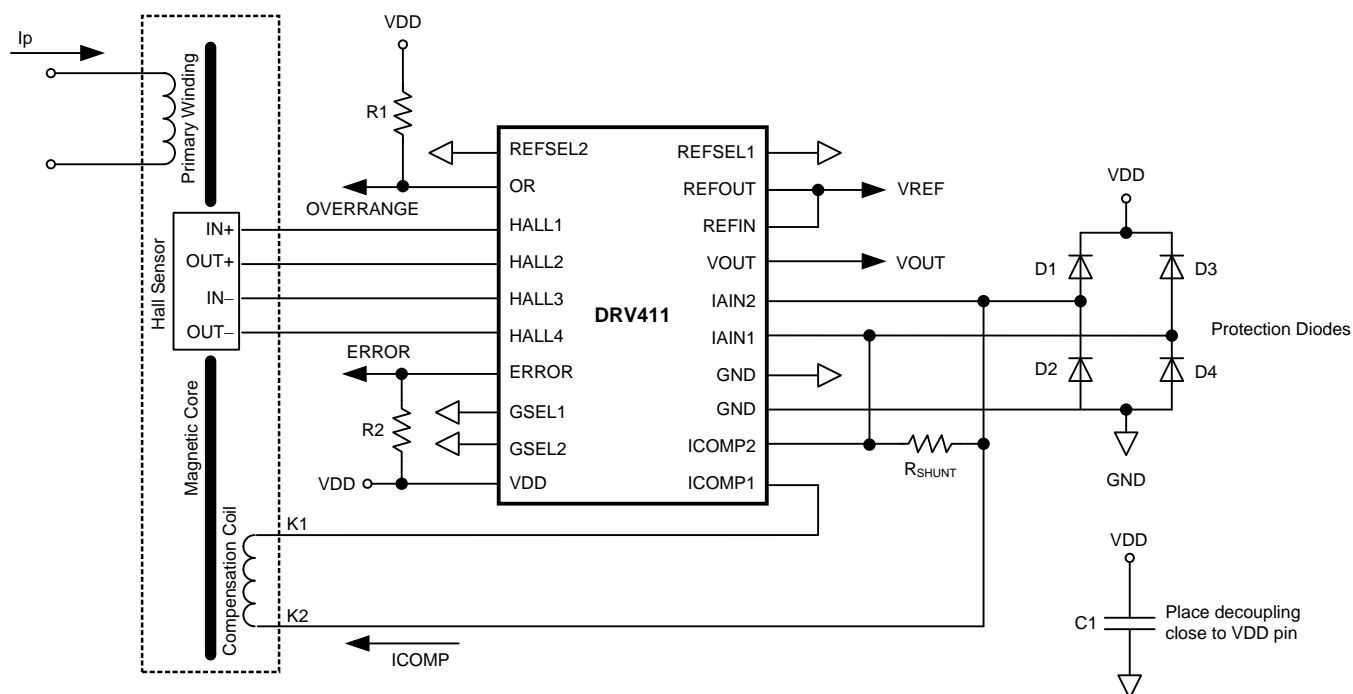 Ip
VDD
R1
Primary Winding
REFSEL2
REFSEL1
OR
REFOUT
VREF
VDD
OVERRANGE
IN+
HALL1
REFIN
OUT+
HALL2
VOUT
VOUT
D1
D3
Hall Sensor
IN−
HALL3
DRV411
IAIN2
OUT−
HALL4
IAIN1
Protection Diodes
ERROR
ERROR
GND
D2
D4
GSEL1
GND
R2
GSEL2
ICOMP2
RSHUNT
Magnetic Core
VDD
VDD
ICOMP1
GND
Compensation Coil
K1
K2
ICOMP
VDD
C1
Place decoupling
close to VDD pin